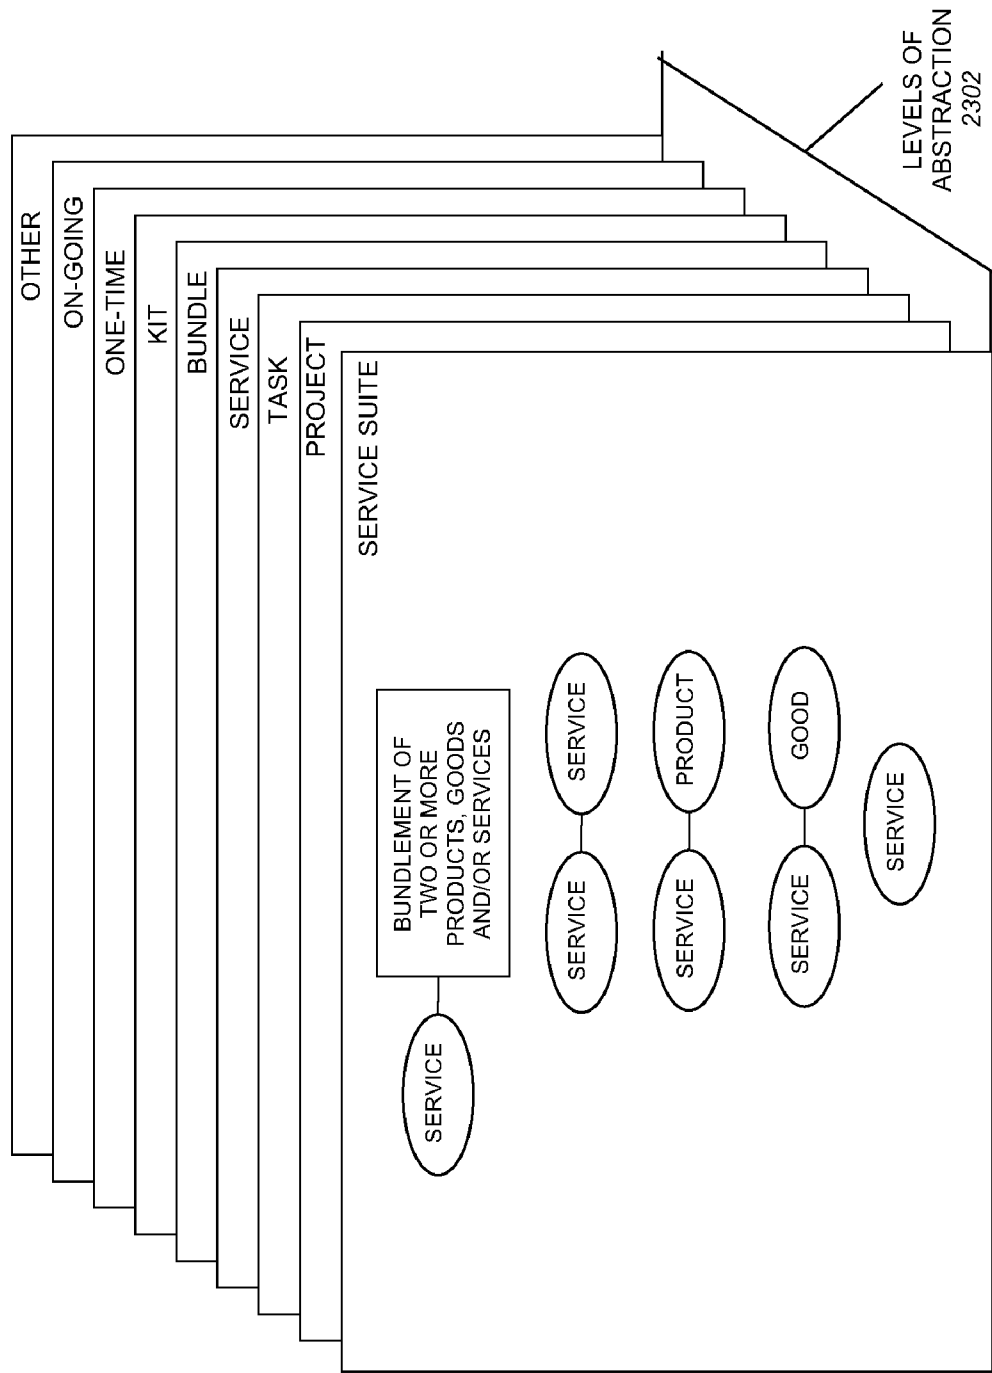 OTHER
ON-GOING
ONE-TIME
KIT
BUNDLE
SERVICE
TASK
PROJECT
SERVICE SUITE
SERVICE
BUNDLEMENT OF
TWO OR MORE
PRODUCTS, GOODS
AND/OR SERVICES
SERVICE
SERVICE
SERVICE
PRODUCT
SERVICE
GOOD
SERVICE
LEVELS OF
ABSTRACTION
2302